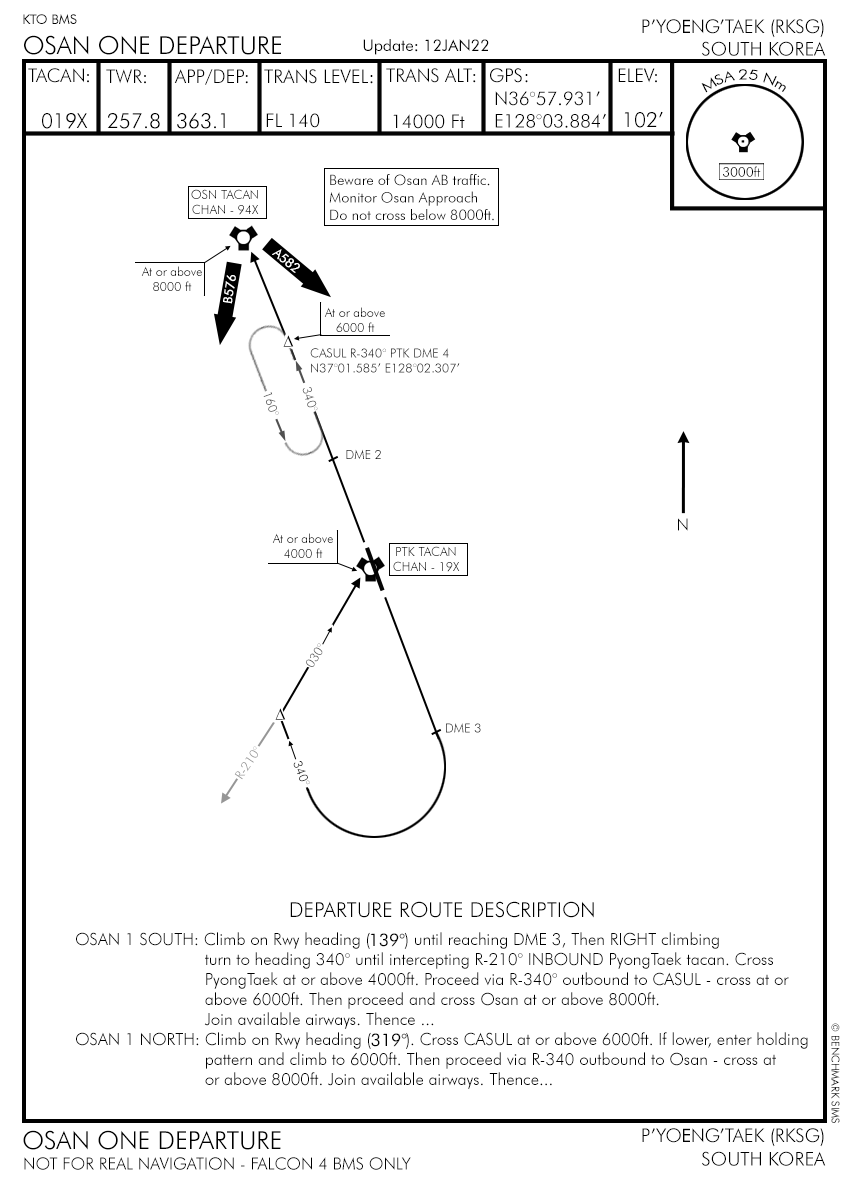 KTO BMS
OSAN ONE DEPARTURE
Update: 12JAN22
P'YOENG'TAEK (RKSG)
SOUTH KOREA
TACAN:
019X
TWR:
257.8
APP/DEP:
363.1
TRANS LEVEL:
FL 140
TRANS ALT:
14000 Ft
GPS:
N36°57.931'
E128°03.884'
ELEV:
102'
MSA 25 Nm
3000ft
OSN TACAN
CHAN - 94X
Beware of Osan AB traffic.
Monitor Osan Approach
Do not cross below 8000ft.
At or above
8000 ft
B576
A582
At or above
6000 ft
CASUL R-340° PTK DME 4
N37°01.585' E128°02.307'
160°
340°
DME 2
N
At or above
4000 ft
PTK TACAN
CHAN - 19X
030°
R-210°
340°
DME 3
DEPARTURE ROUTE DESCRIPTION
OSAN 1 SOUTH: Climb on Rwy heading (139°) until reaching DME 3, Then RIGHT climbing
turn to heading 340° until intercepting R-210° INBOUND PyongTaek tacan. Cross
PyongTaek at or above 4000ft. Proceed via R-340° outbound to CASUL - cross at or
above 6000ft. Then proceed and cross Osan at or above 8000ft.
Join available airways. Thence ...
OSAN 1 NORTH: Climb on Rwy heading (319°). Cross CASUL at or above 6000ft. If lower, enter holding
pattern and climb to 6000ft. Then proceed via R-340 outbound to Osan - cross at
or above 8000ft. Join available airways. Thence...
© BENCHMARK SIMS
OSAN ONE DEPARTURE
NOT FOR REAL NAVIGATION - FALCON 4 BMS ONLY
P'YOENG'TAEK (RKSG)
SOUTH KOREA